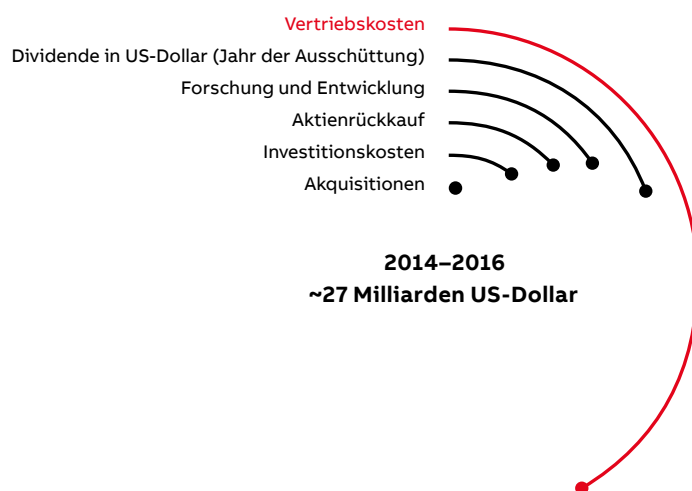 Vertriebskosten
Dividende in US-Dollar (Jahr der Ausschüttung)
Forschung und Entwicklung
Aktienrückkauf
Investitionskosten
Akquisitionen
2014–2016
~27 Milliarden US-Dollar